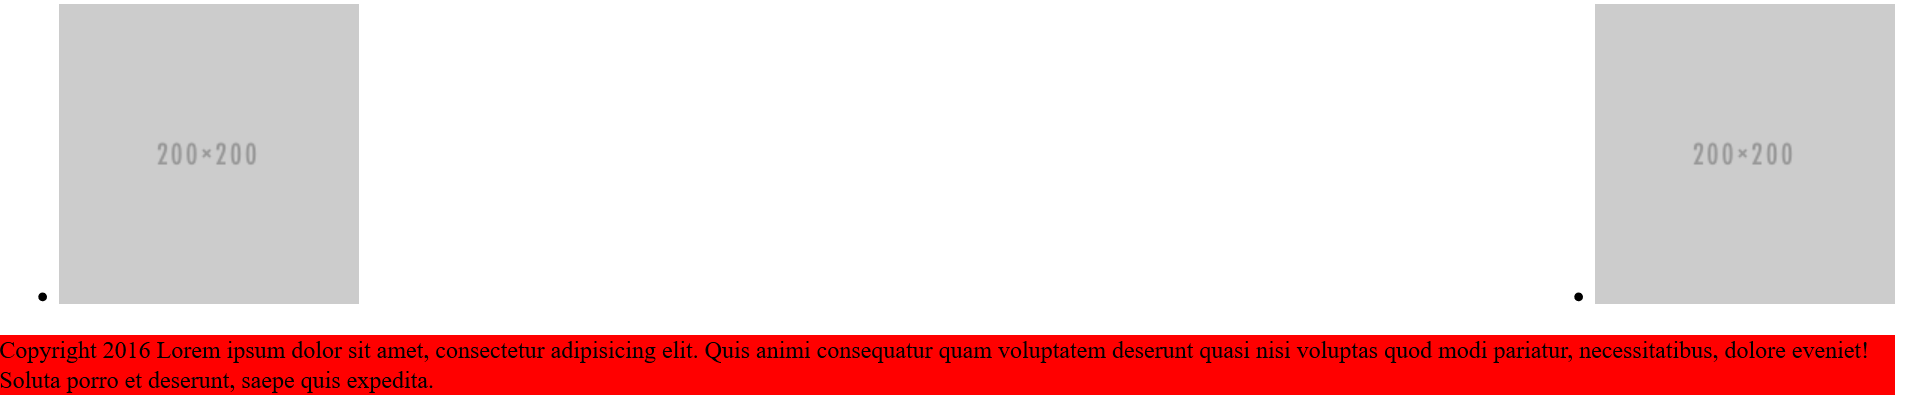 200×200
200×200
Copyright 2016 Lorem ipsum dolor sit amet, consectetur adipisicing elit. Quis animi consequatur quam voluptatem deserunt quasi nisi voluptas quod modi pariatur, necessitatibus, dolore eveniet!
Soluta porro et deserunt, saepe quis expedita.